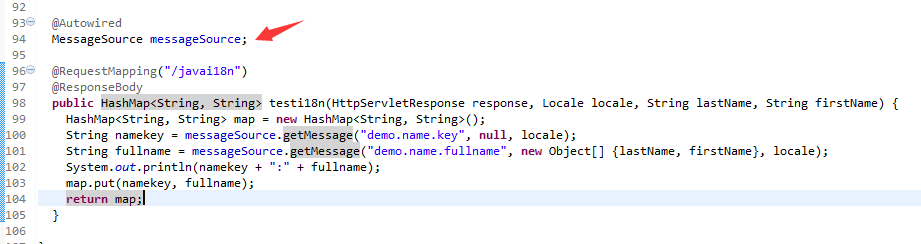 92
93 @Autowired
94 MessageSource messageSource;
95
96 @RequestMapping("/javai18n")
97 @ResponseBody
98 public HashMap<String, String> testi18n(HttpServletResponse response, Locale locale, String lastName, String firstName) {
99 HashMap<String, String> map = new HashMap<String, String>();
100 String namekey = messageSource.getMessage("demo.name.key", null, locale);
101 String fullname = messageSource.getMessage("demo.name.fullname", new Object[] {lastName, firstName}, locale);
102 System.out.println(namekey + ":" + fullname);
103 map.put(namekey, fullname);
104 return map;
105 }
106